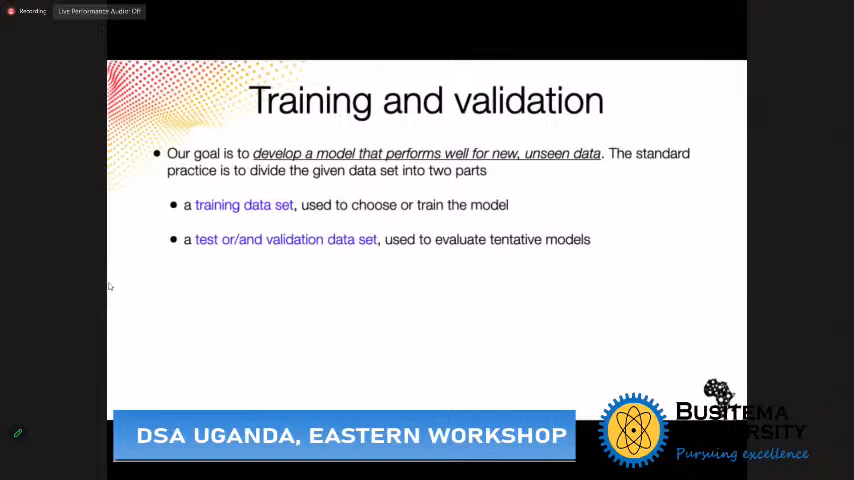 Recording
Live Performance Audio: Off
Training and validation
• Our goal is to develop a model that performs well for new, unseen data. The standard
practice is to divide the given data set into two parts
• a training data set, used to choose or train the model
• a test or/and validation data set, used to evaluate tentative models
DSA UGANDA, EASTERN WORKSHOP
BUSITEMA
UNIVERSITY
Pursuing excellence